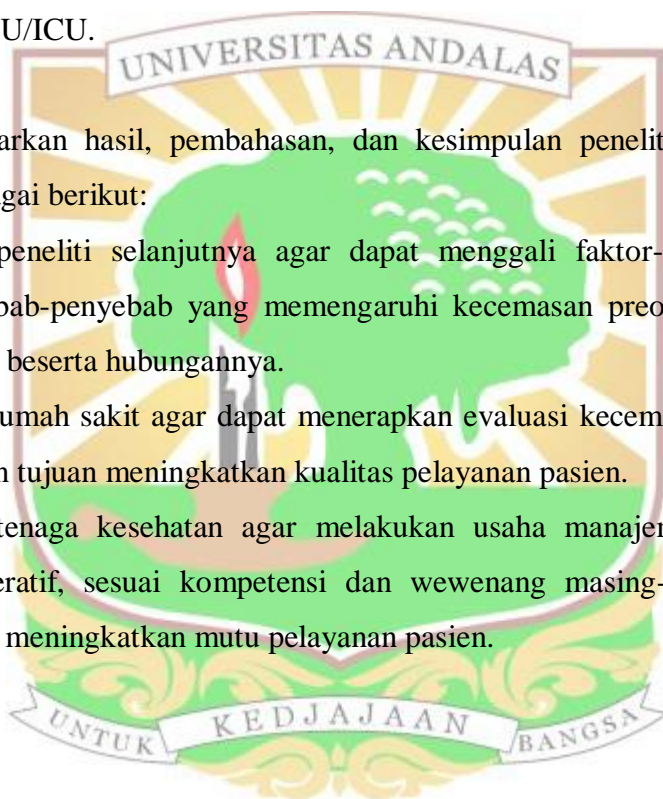 U/ICU.
UNIVERSITAS ANDALAS
arkan hasil, pembahasan, dan kesimpulan penelit
gai berikut:
peneliti selanjutnya agar dapat menggali faktor-
bab-penyebab yang memengaruhi kecemasan preo
beserta hubungannya.
umah sakit agar dapat menerapkan evaluasi kecem
n tujuan meningkatkan kualitas pelayanan pasien.
tenaga kesehatan agar melakukan usaha manajer
eratif, sesuai kompetensi dan wewenang masing-
meningkatkan mutu pelayanan pasien.
UNTUK KEDJAJAAN BANGSA